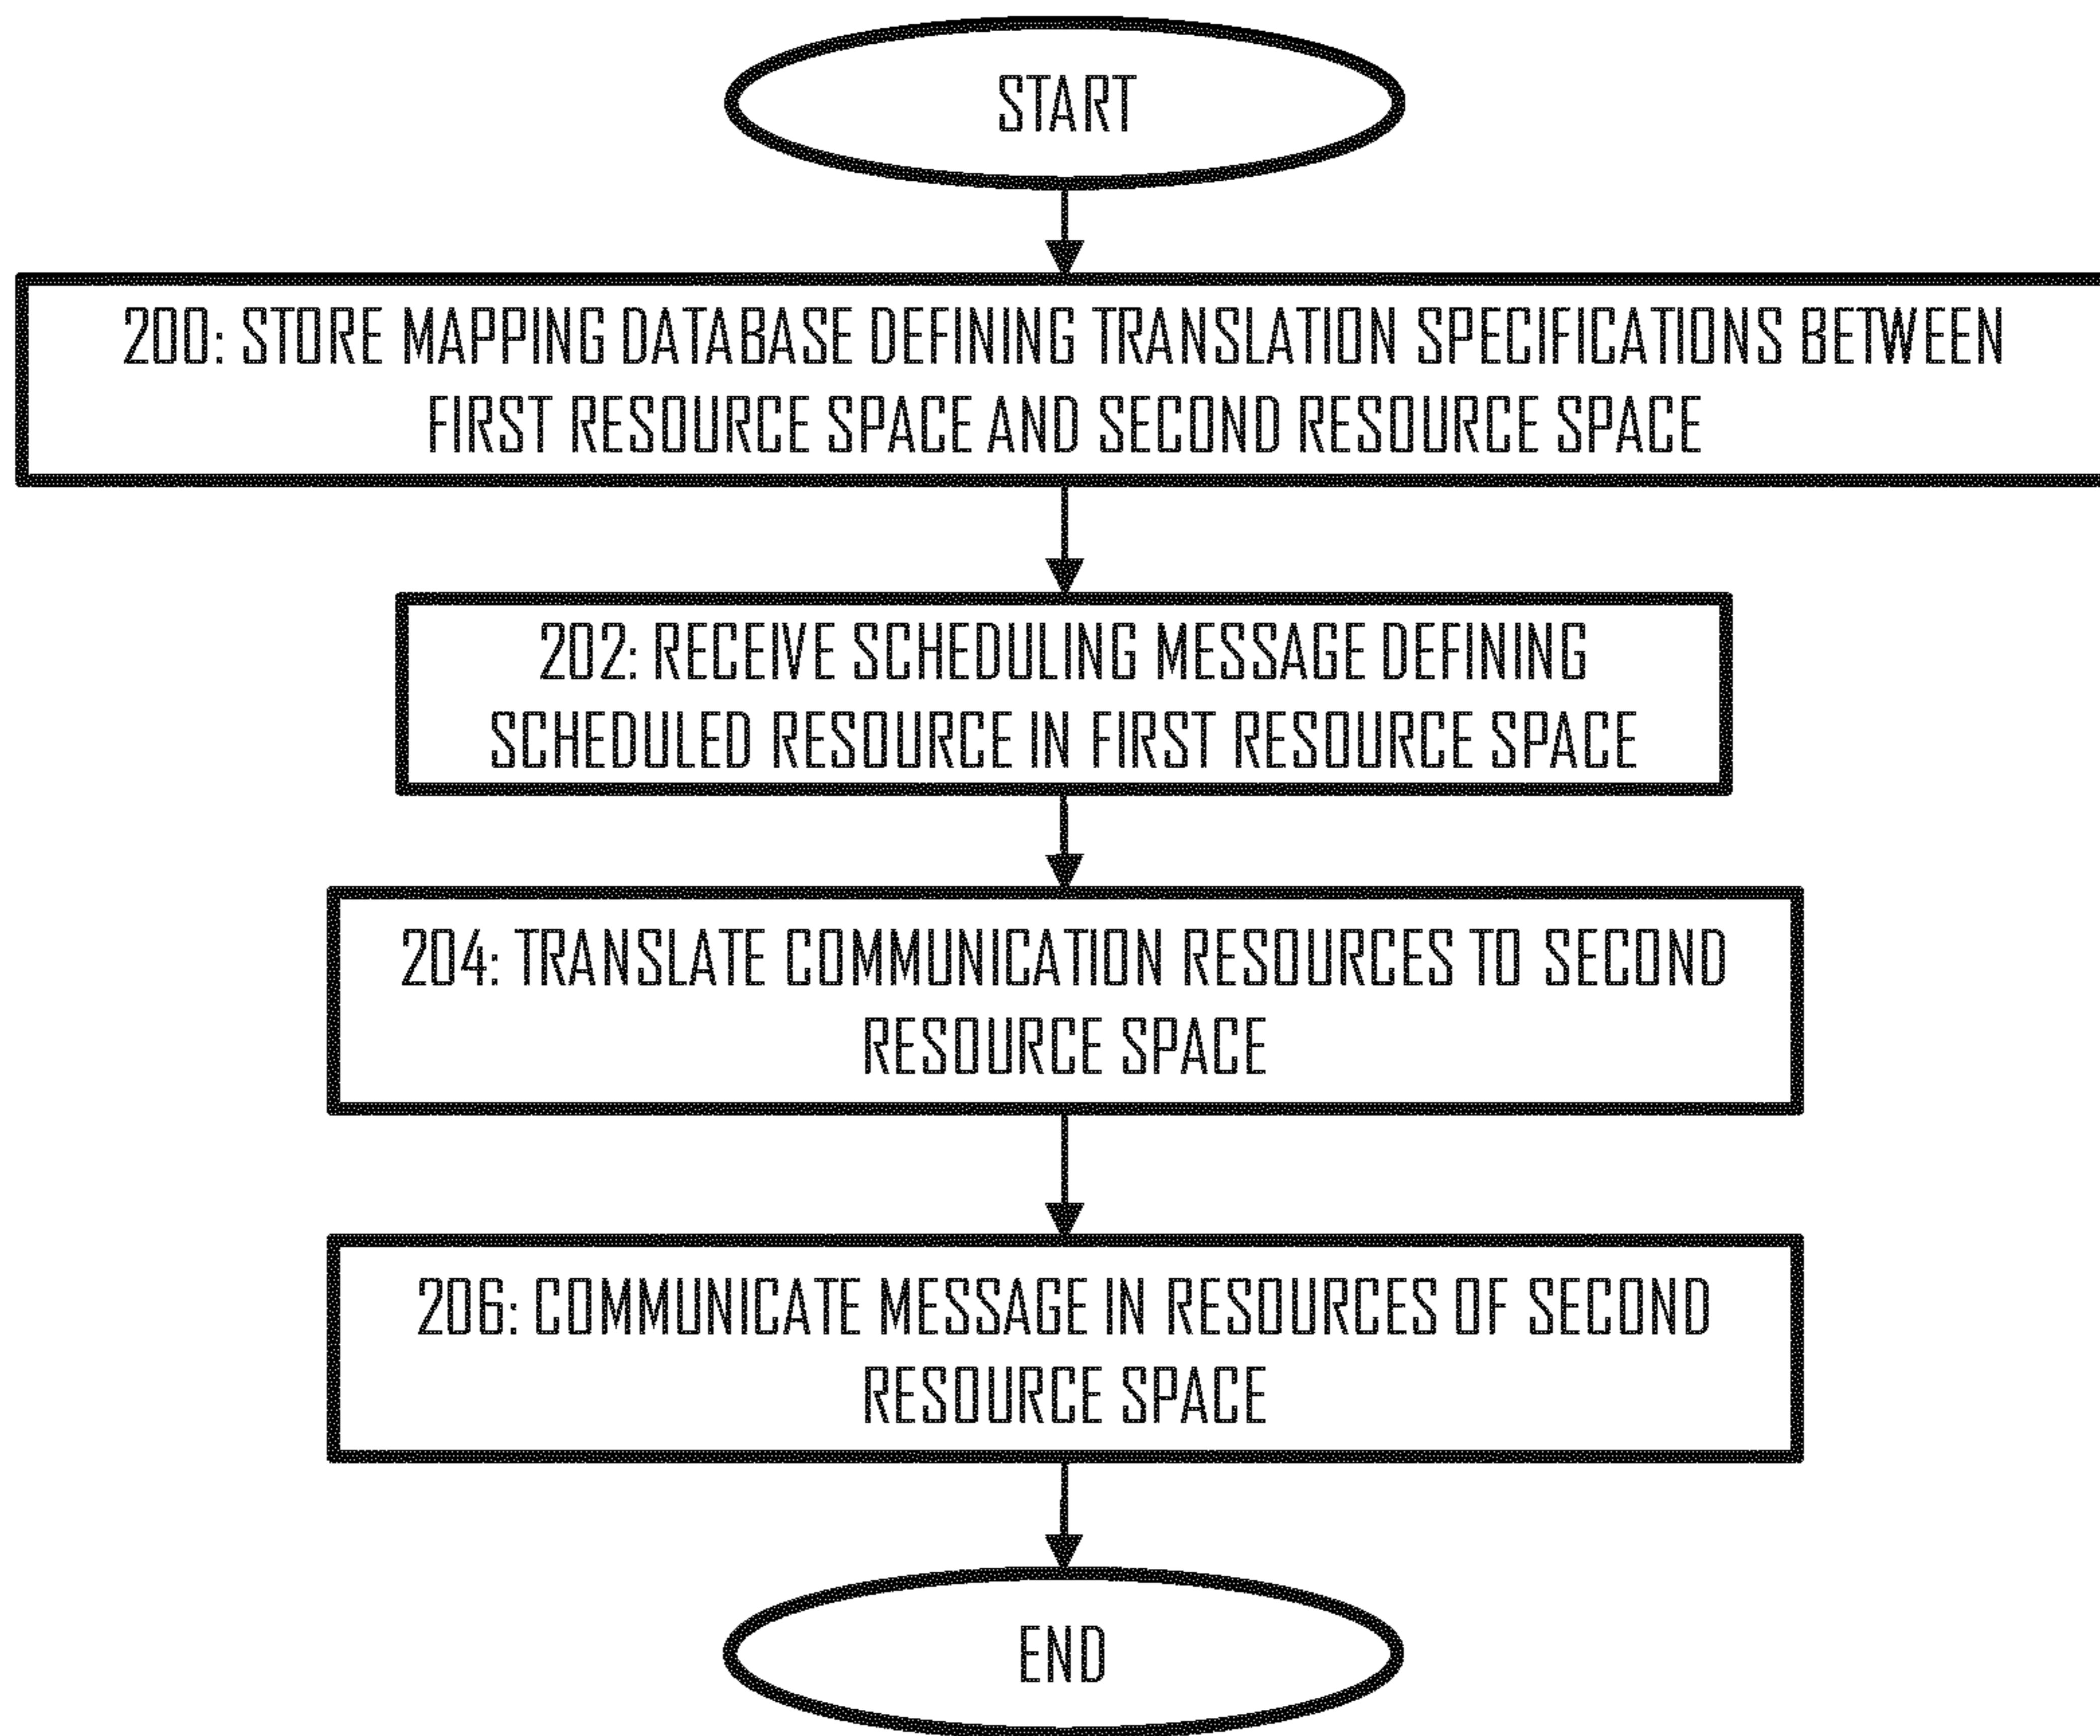 START
200: STORE MAPPING DATABASE DEFINING TRANSLATION SPECIFICATIONS BETWEEN
FIRST RESOURCE SPACE AND SECOND RESOURCE SPACE
202: RECEIVE SCHEDULING MESSAGE DEFINING
SCHEDULED RESOURCE IN FIRST RESOURCE SPACE
204: TRANSLATE COMMUNICATION RESOURCES TO SECOND
RESOURCE SPACE
206: COMMUNICATE MESSAGE IN RESOURCES OF SECOND
RESOURCE SPACE
END